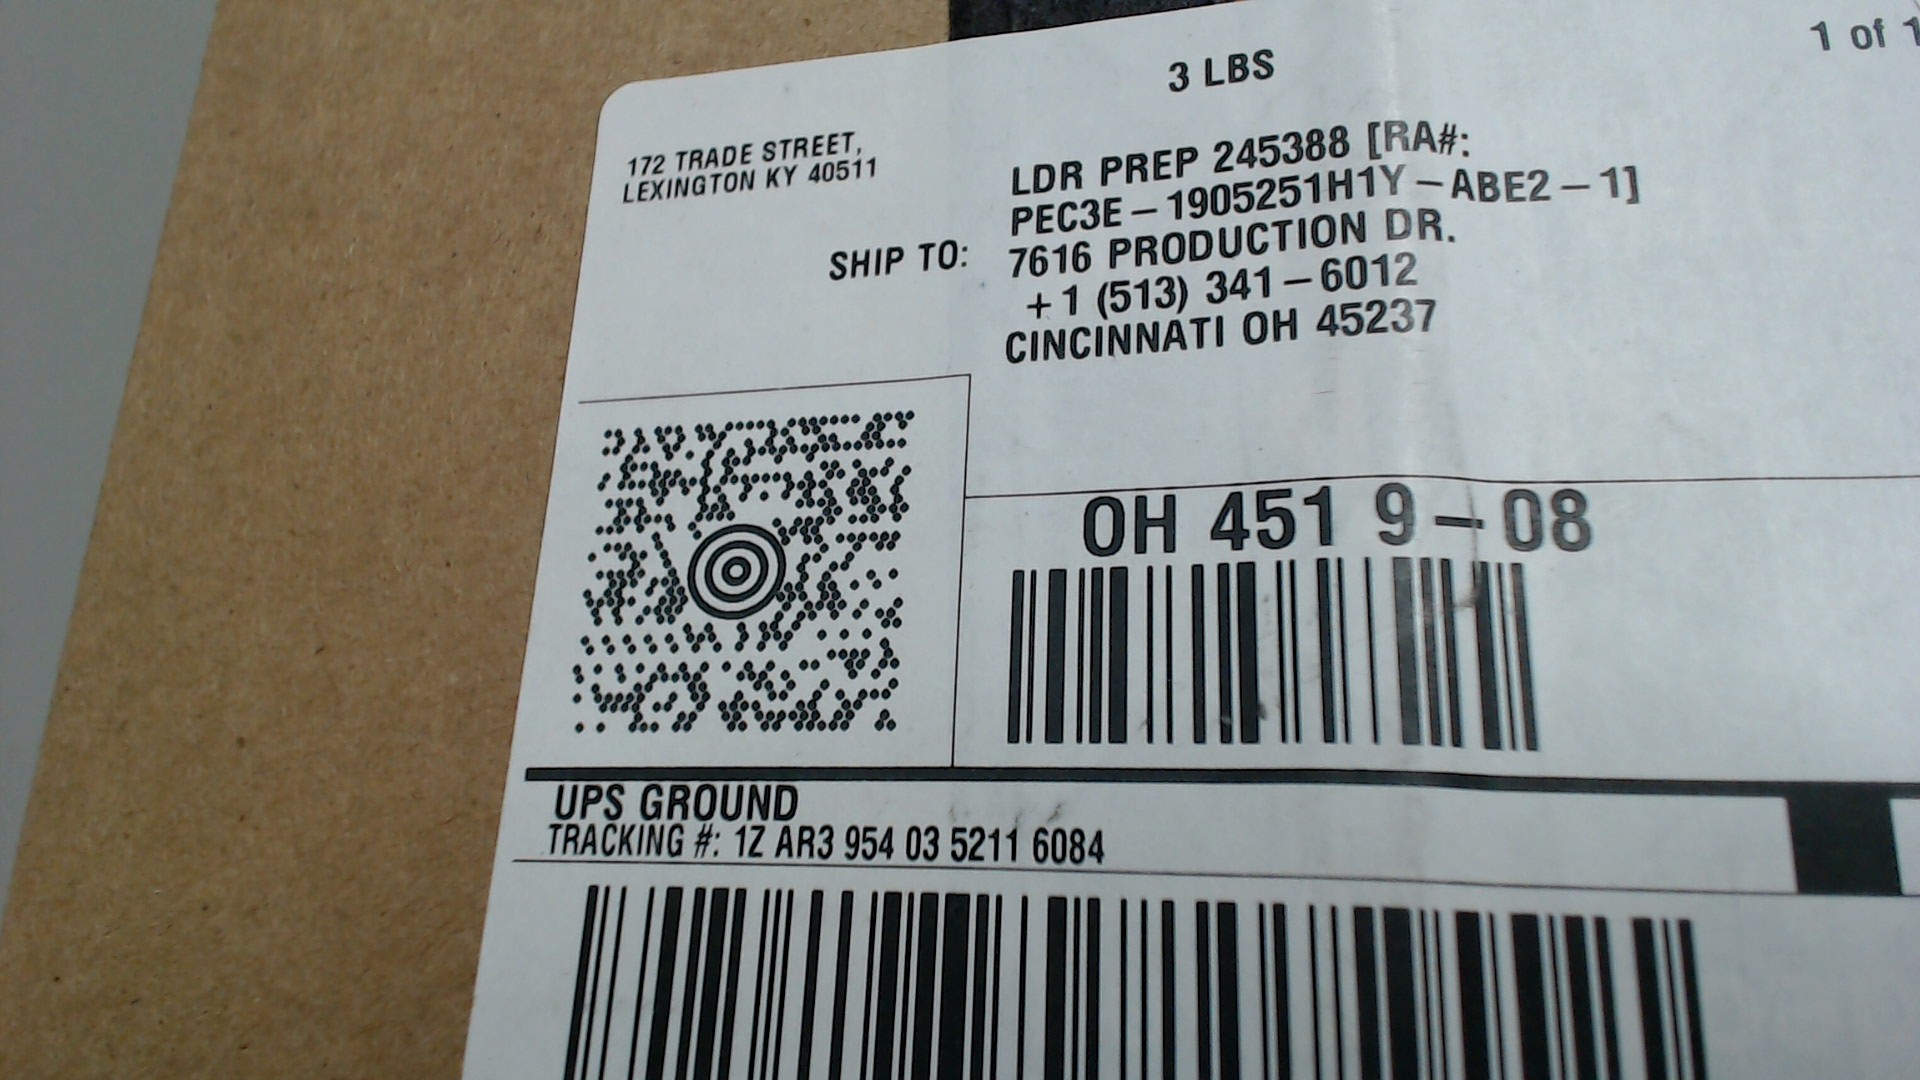 1 of 1
3 LBS
172 TRADE STREET,
LEXINGTON KY 40511
SHIP TO:
LDR PREP 245388 [RA#:
PEC3E-1905251H1Y-ABE2-1]
7616 PRODUCTION DR.
+1 (513) 341-6012
CINCINNATI OH 45237
OH 451 9-08
UPS GROUND
TRACKING #: 1Z AR3 954 03 5211 6084